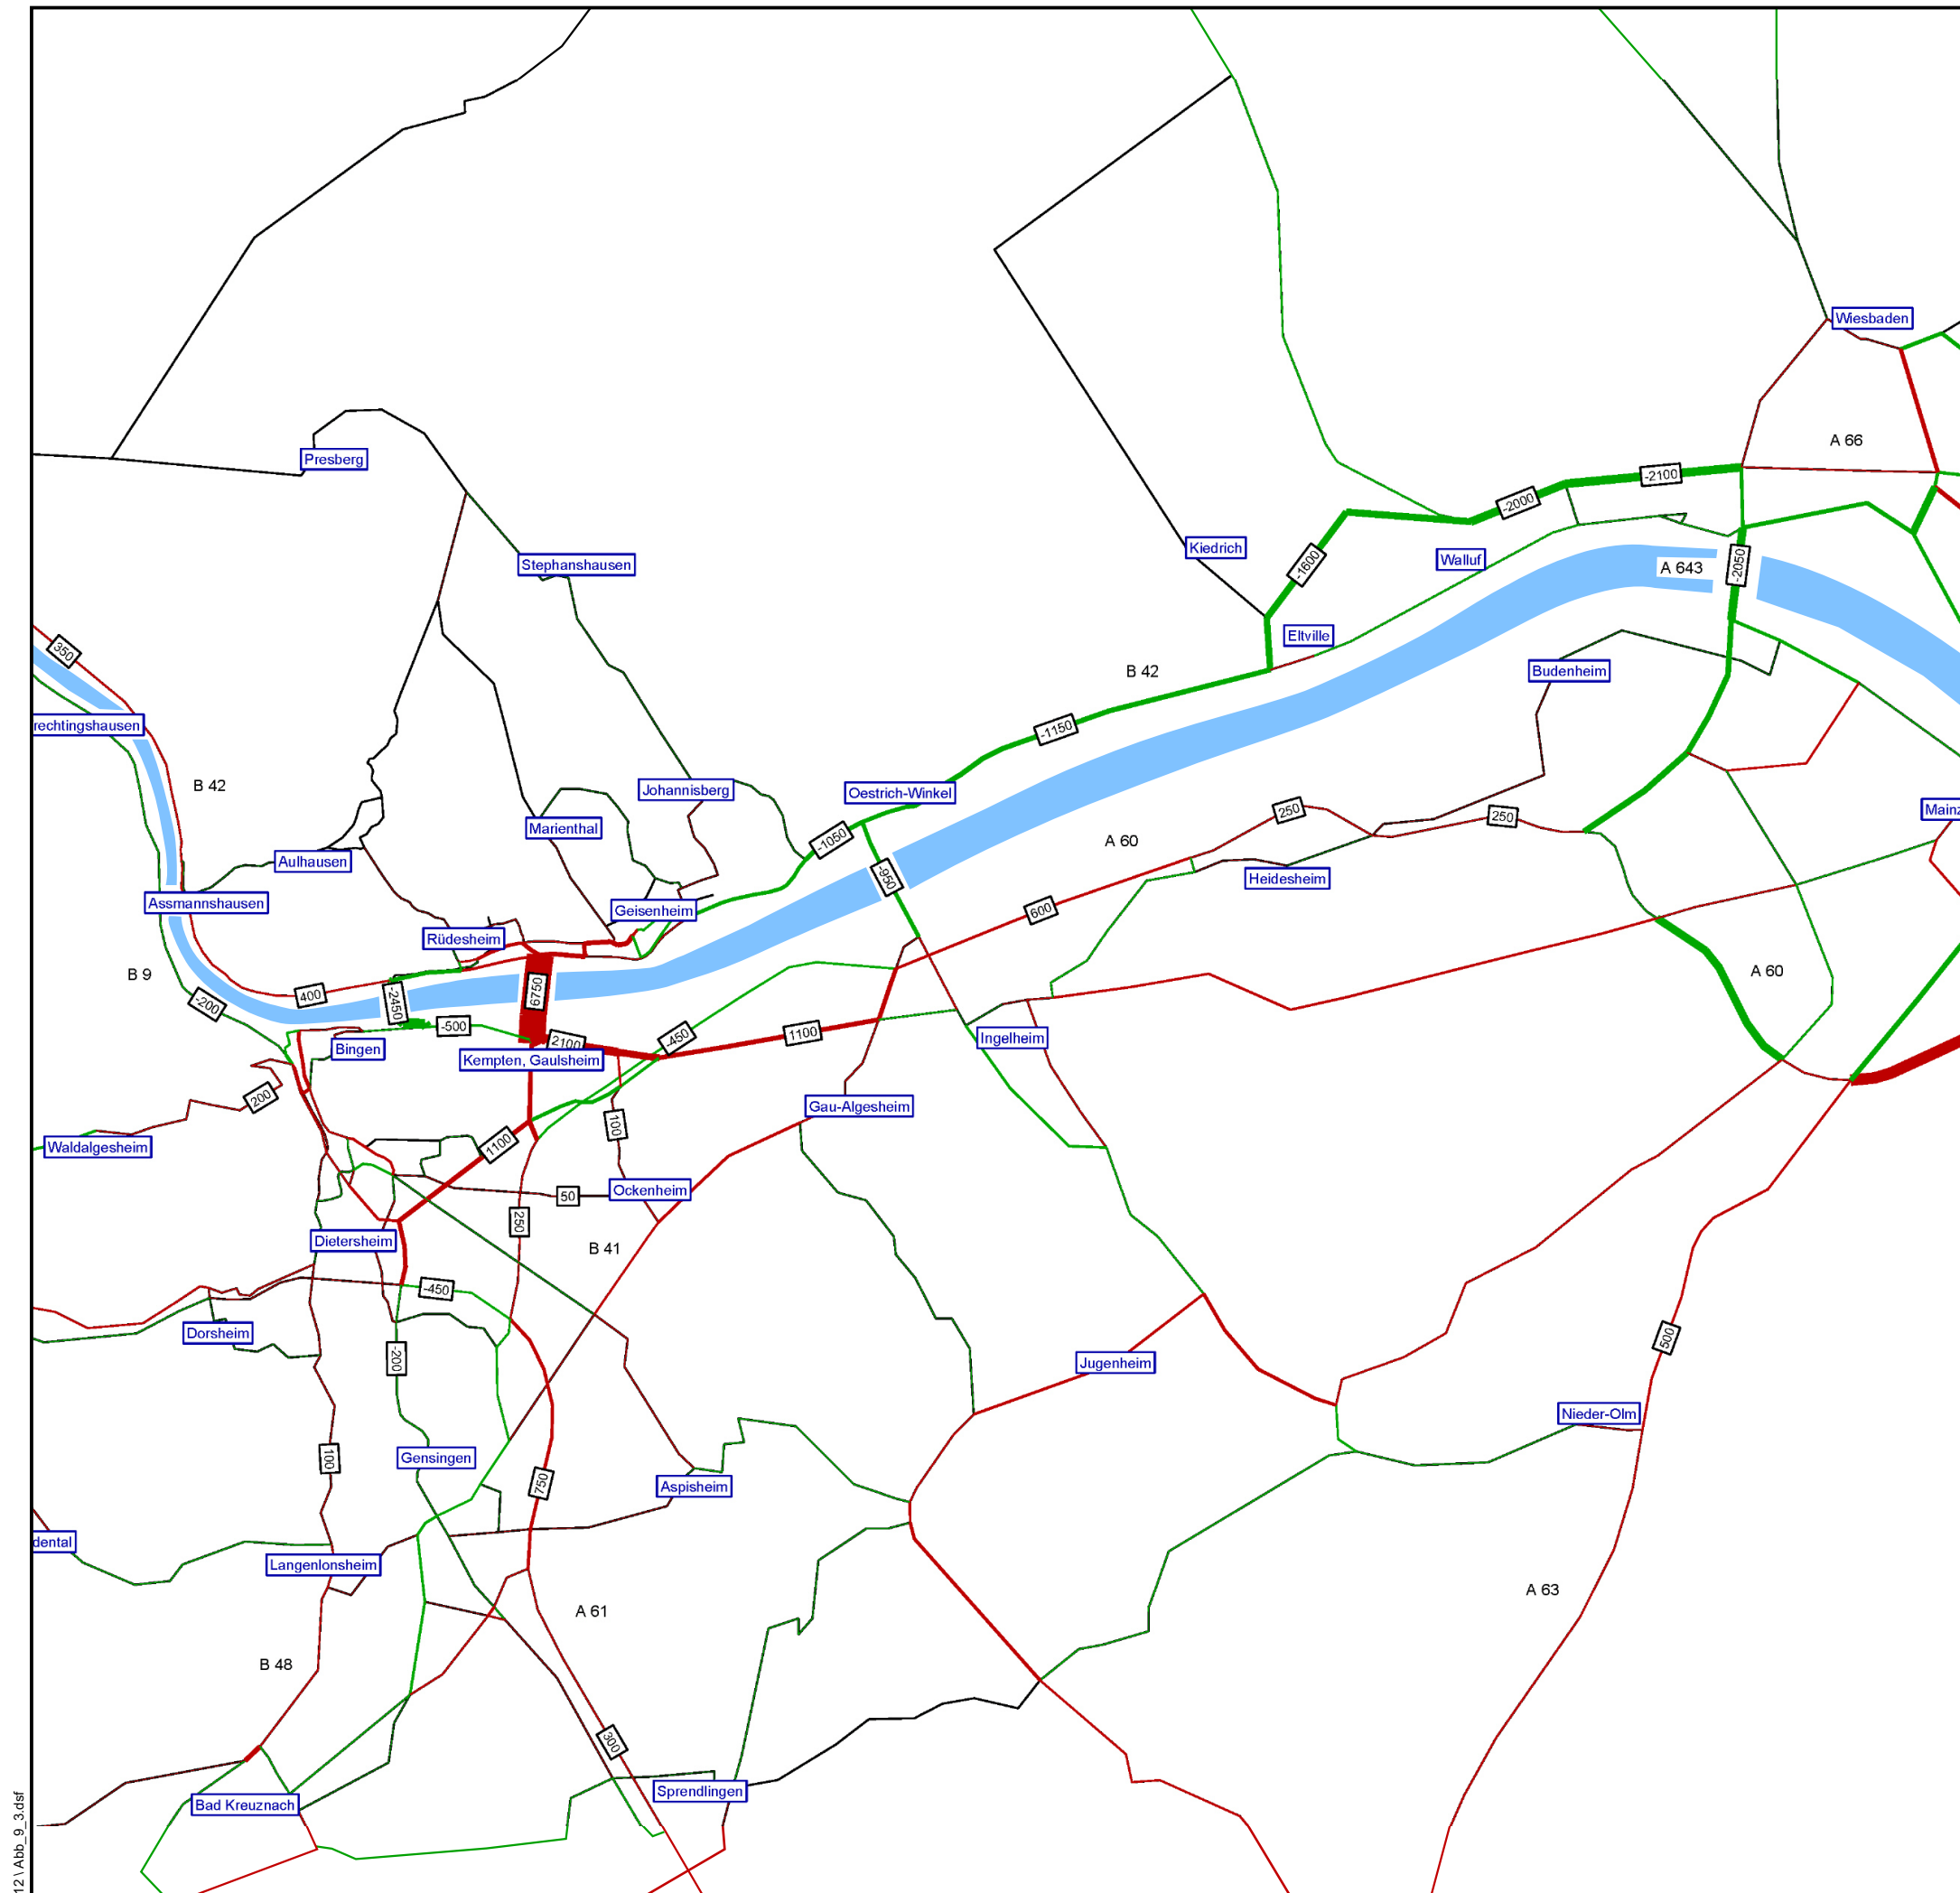 Wiesbaden
A 66
Presberg
-2100
-2000
Kiedrich
Walluf
Stephanshausen
-1600
A 643
-2050
Eltville
350
B 42
Budenheim
rechtingshausen
-1150
B 42
Johannisberg
Oestrich-Winkel
Mainz
Marienthal
250
250
-1050
A 60
Aulhausen
-950
Heidesheim
Assmannshausen
Geisenheim
600
Rüdesheim
B 9
A 60
6750
400
-2450
-200
-500
Bingen
2100
-450
1100
Ingelheim
Kempten, Gaulsheim
200
Gau-Algesheim
100
Waldalgesheim
1100
50
Ockenheim
250
Dietersheim
B 41
-450
Dorsheim
500
-200
Jugenheim
Nieder-Olm
100
Gensingen
750
Aspisheim
dental
Langenlonsheim
A 63
A 61
B 48
300
Sprendlingen
Bad Kreuznach
12 \ Abb_9_3.dsf